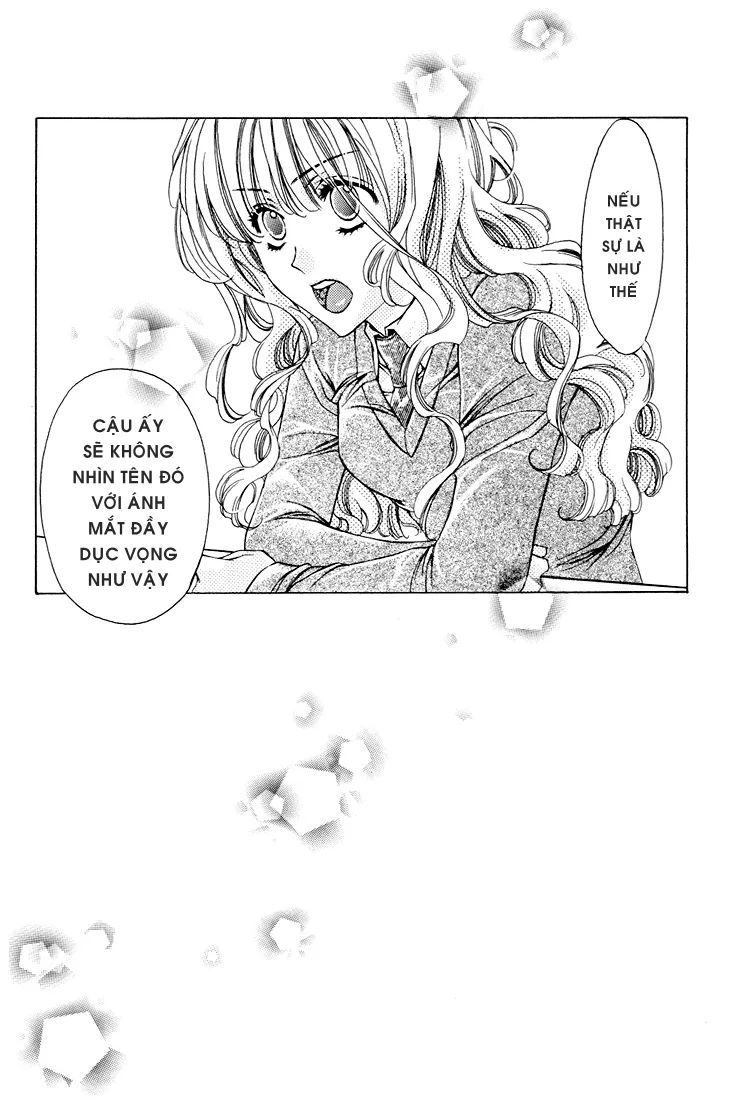 NẾU
THẬT
SỰ LÀ
NHƯ
THẾ
CẬU ẤY
SẼ KHÔNG
NHÌN TÊN ĐÓ
VỚI ÁNH
MẮT ĐẦY
DỤC VỌNG
NHƯ VẬY